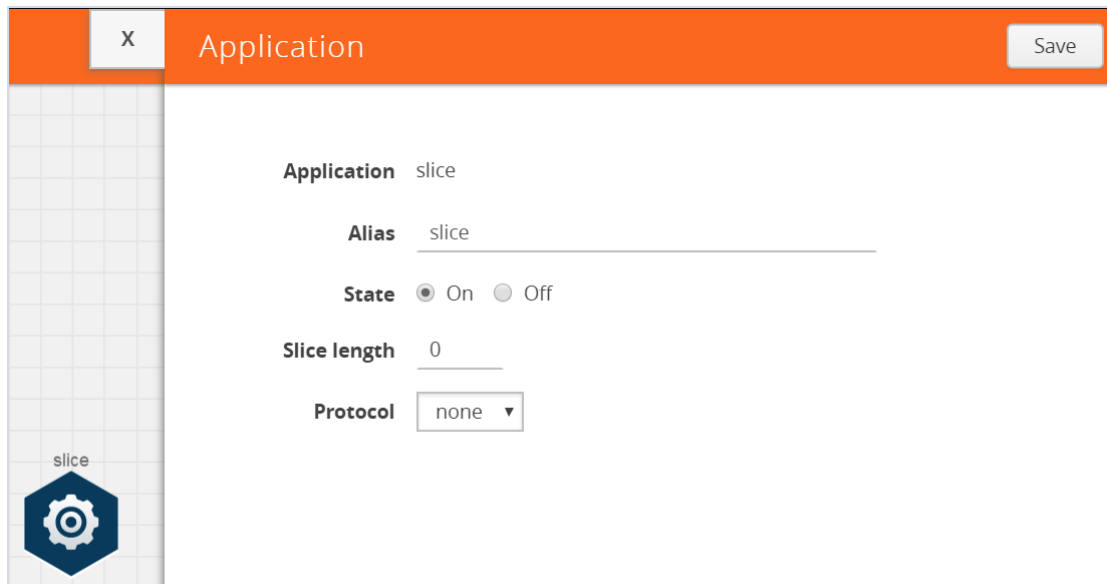 X
Application
Save
Application slice
Alias slice
State On Off
Slice length 0
Protocol none
slice